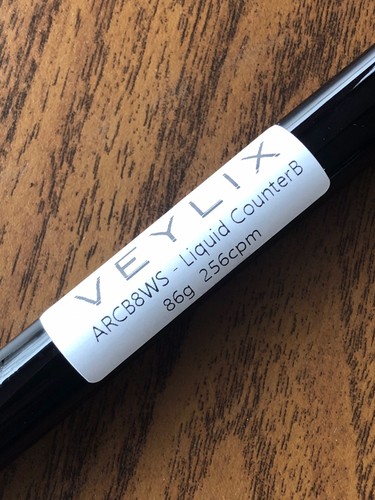 VEYLIX
ARCB8WS - Liquid CounterB
86g 256cpm